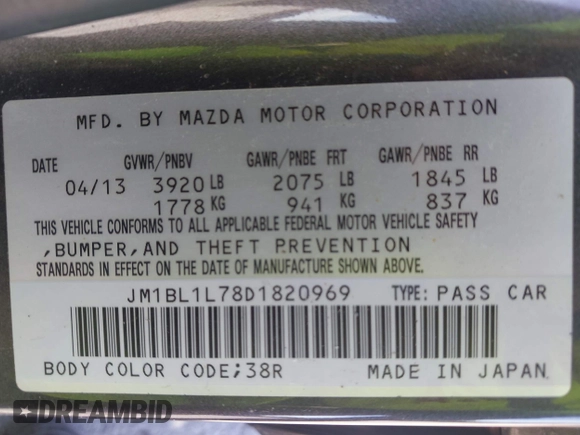 MFD. BY MAZDA MOTOR CORPORATION
DATE GVWR/PNBV GAWR/PNBE FRT GAWR/PNBE RR
04/13 3920 LB 2075 LB 1845 LB
1778 KG 941 KG 837 KG
THIS VEHICLE CONFORMS TO ALL APPLICABLE FEDERAL MOTOR VEHICLE SAFETY
,BUMPER,AND THEFT PREVENTION
STANDARDS IN EFFECT ON THE DATE OF MANUFACTURE SHOWN ABOVE.
JM1BL1L78D1820969 TYPE: PASS CAR
BODY COLOR CODE;38R MADE IN JAPAN
DREAMBID